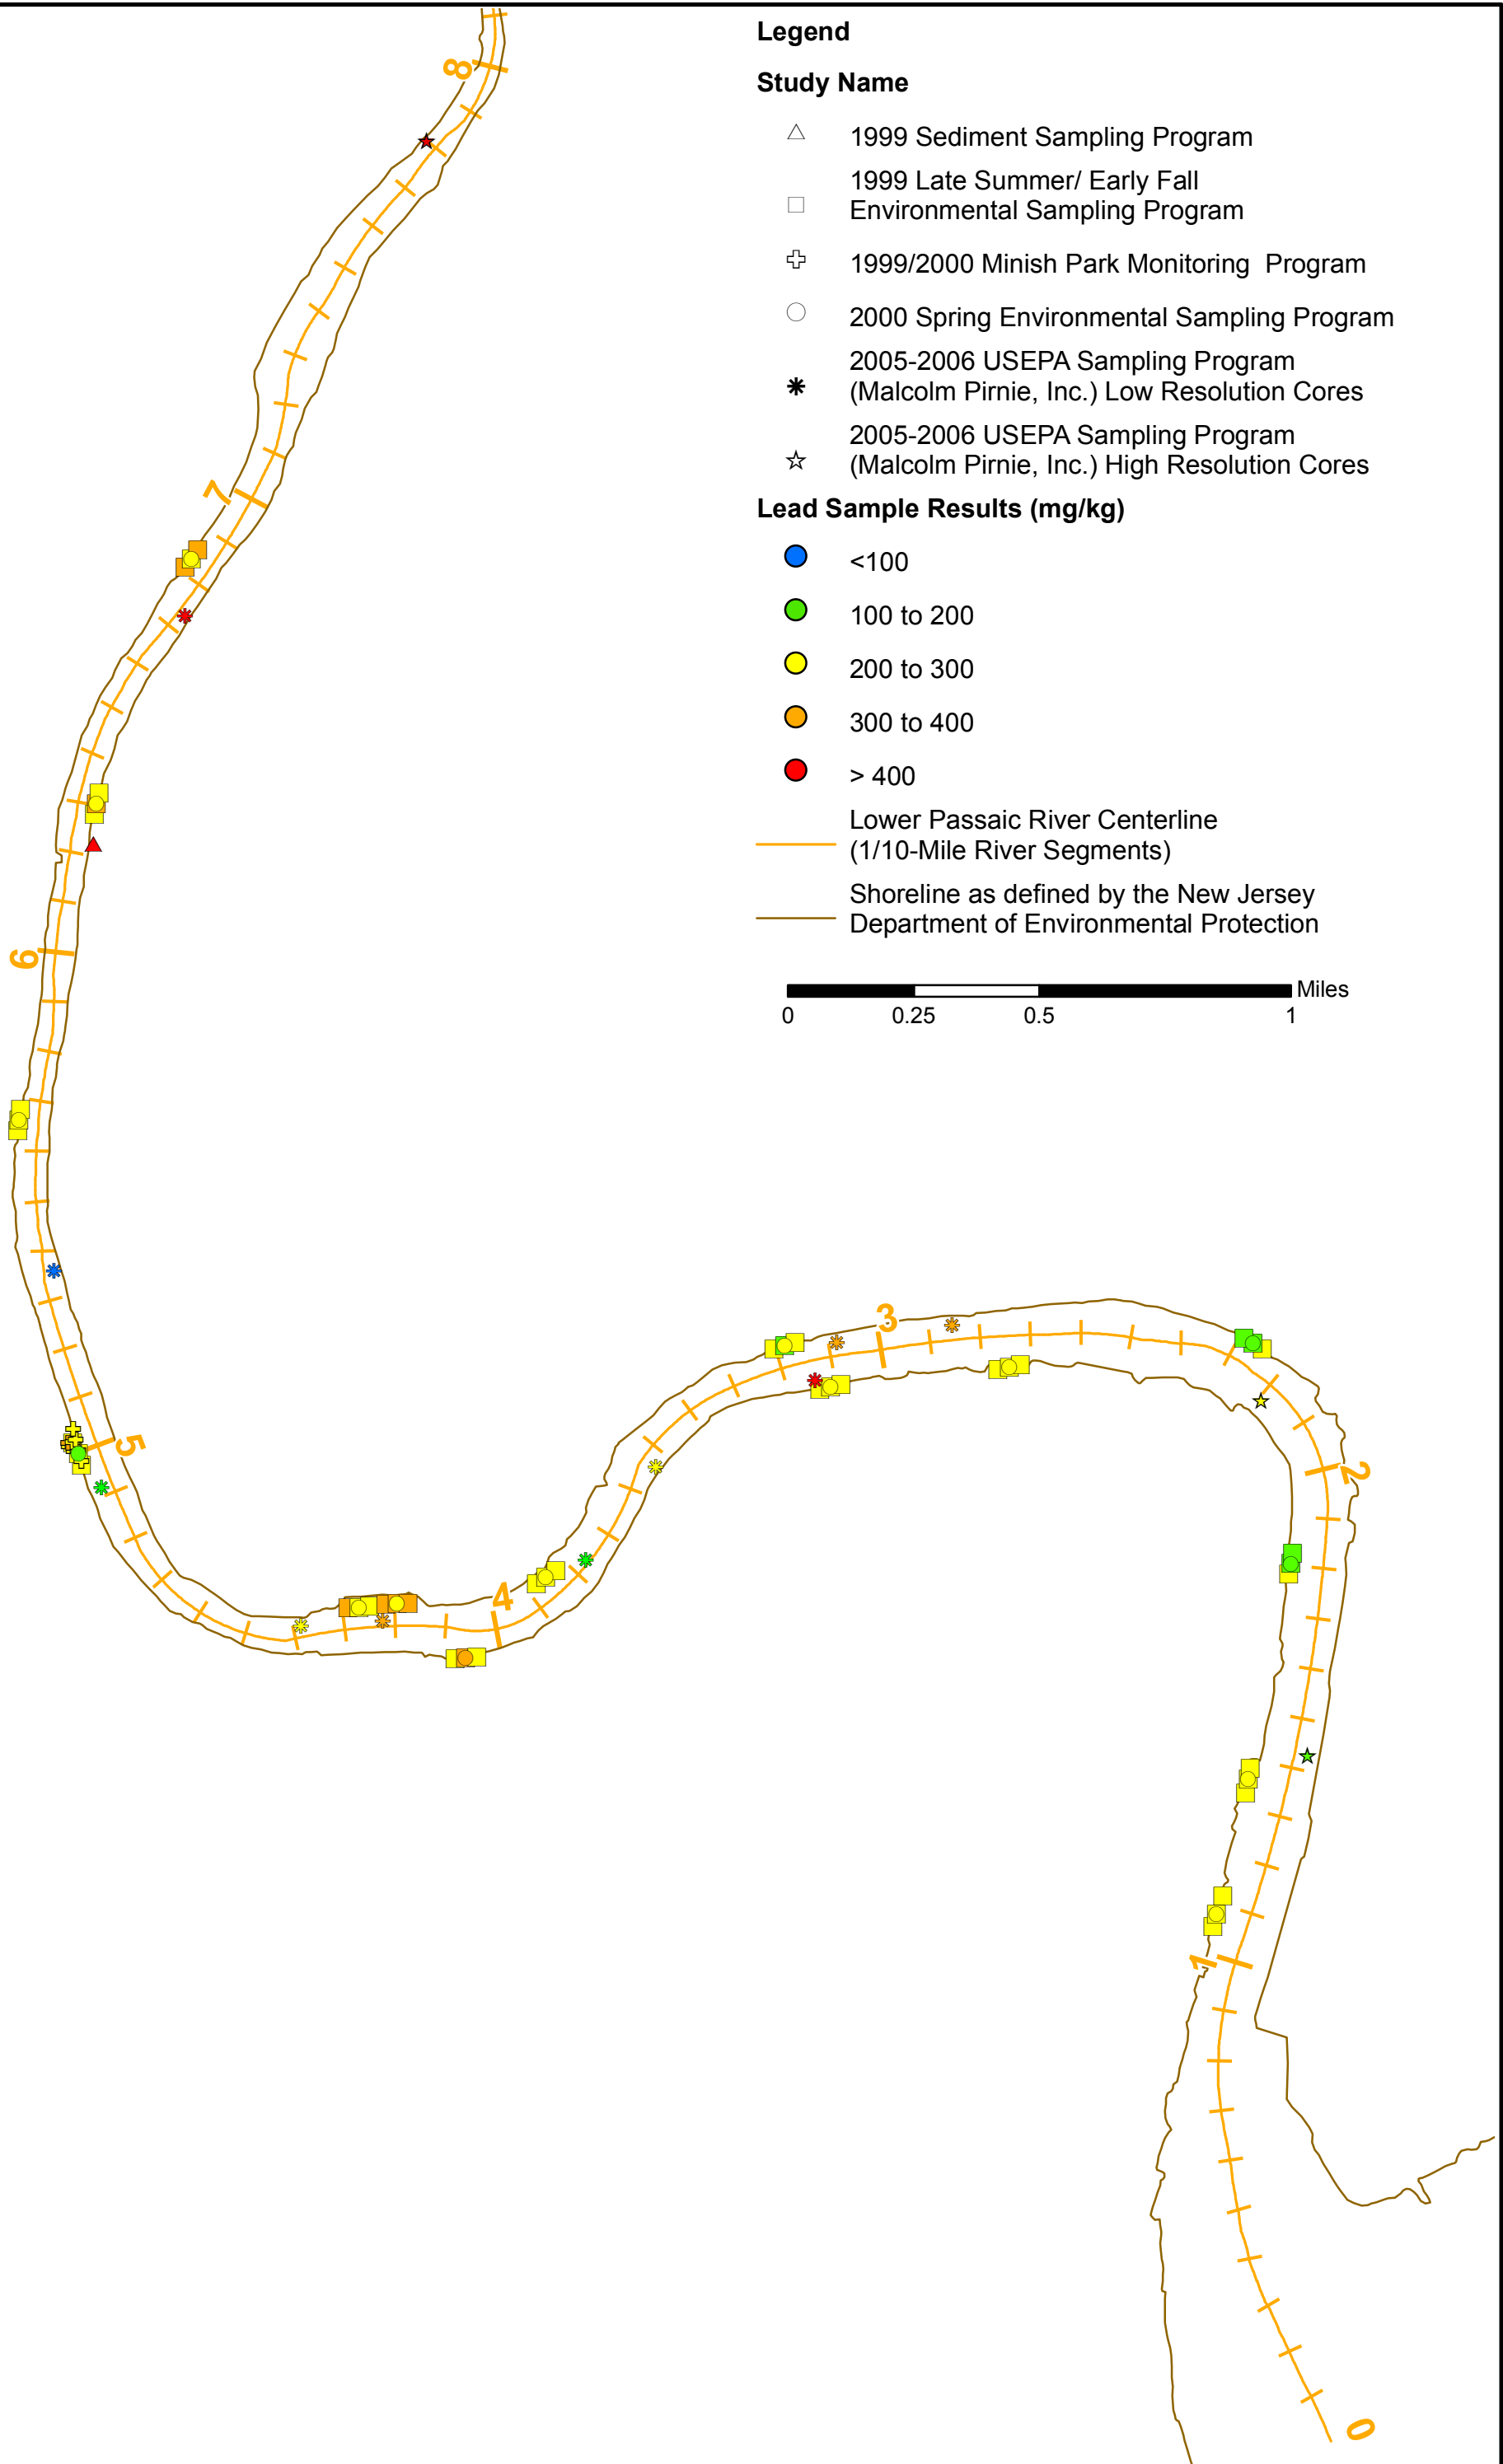 Legend
Study Name
1999 Sediment Sampling Program
1999 Late Summer/ Early Fall
Environmental Sampling Program
1999/2000 Minish Park Monitoring  Program
2000 Spring Environmental Sampling Program
2005-2006 USEPA Sampling Program
(Malcolm Pirnie, Inc.) Low Resolution Cores
2005-2006 USEPA Sampling Program
(Malcolm Pirnie, Inc.) High Resolution Cores
Lead Sample Results (mg/kg)
<100
100 to 200
200 to 300
300 to 400
> 400
Lower Passaic River Centerline
(1/10-Mile River Segments)
Shoreline as defined by the New Jersey
Department of Environmental Protection
Miles
0 0.25 0.5 1
8
7
6
5
4
3
2
1
0